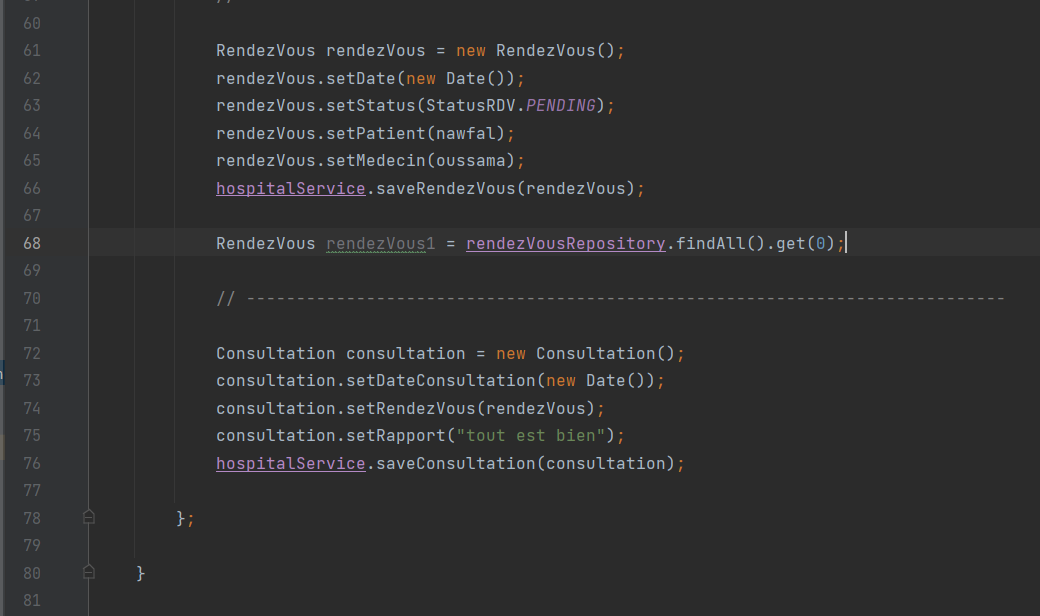 60
61 RendezVous rendezVous = new RendezVous();
62 rendezVous.setDate(new Date());
63 rendezVous.setStatus(StatusRDV.PENDING);
64 rendezVous.setPatient(nawfal);
65 rendezVous.setMedecin(oussama);
66 hospitalService.saveRendezVous(rendezVous);
67
68 RendezVous rendezVous1 = rendezVousRepository.findAll().get(0);
69
70 // ----------------------------------------------------------------------------
71
72 Consultation consultation = new Consultation();
73 consultation.setDateConsultation(new Date());
74 consultation.setRendezVous(rendezVous);
75 consultation.setRapport("tout est bien");
76 hospitalService.saveConsultation(consultation);
77
78 };
79
80 }
81